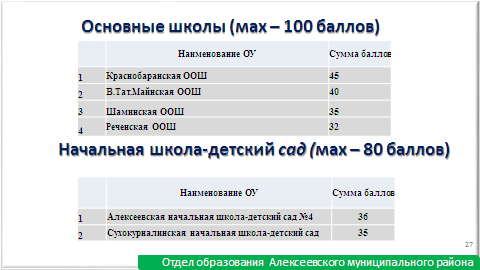 Основные школы (мах – 100 баллов)
Наименование ОУ Сумма баллов
1 Краснобаранская ООШ 45
2 В.Тат.Майнская ООШ 40
3 Шаминская ООШ 35
4 Реченская ООШ 32
Начальная школа-детский сад (мах – 80 баллов)
Наименование ОУ Сумма баллов
1 Алексеевская начальная школа-детский сад №4 36
2 Сухокурналинская начальная школа-детский сад 35
27
Отдел образования Алексеевского муниципального района